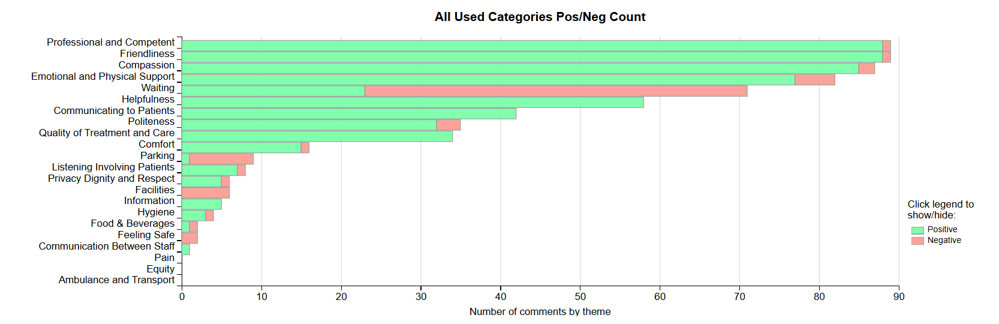 All Used Categories Pos/Neg Count
Professional and Competent
Friendliness
Compassion
Emotional and Physical Support
Waiting
Helpfulness
Communicating to Patients
Politeness
Quality of Treatment and Care
Comfort
Parking
Listening Involving Patients
Privacy Dignity and Respect
Facilities
Information
Hygiene
Food & Beverages
Feeling Safe
Communication Between Staff
Pain
Equity
Ambulance and Transport
0 10 20 30 40 50 60 70 80 90
Number of comments by theme
Click legend to
show/hide:
Positive
Negative